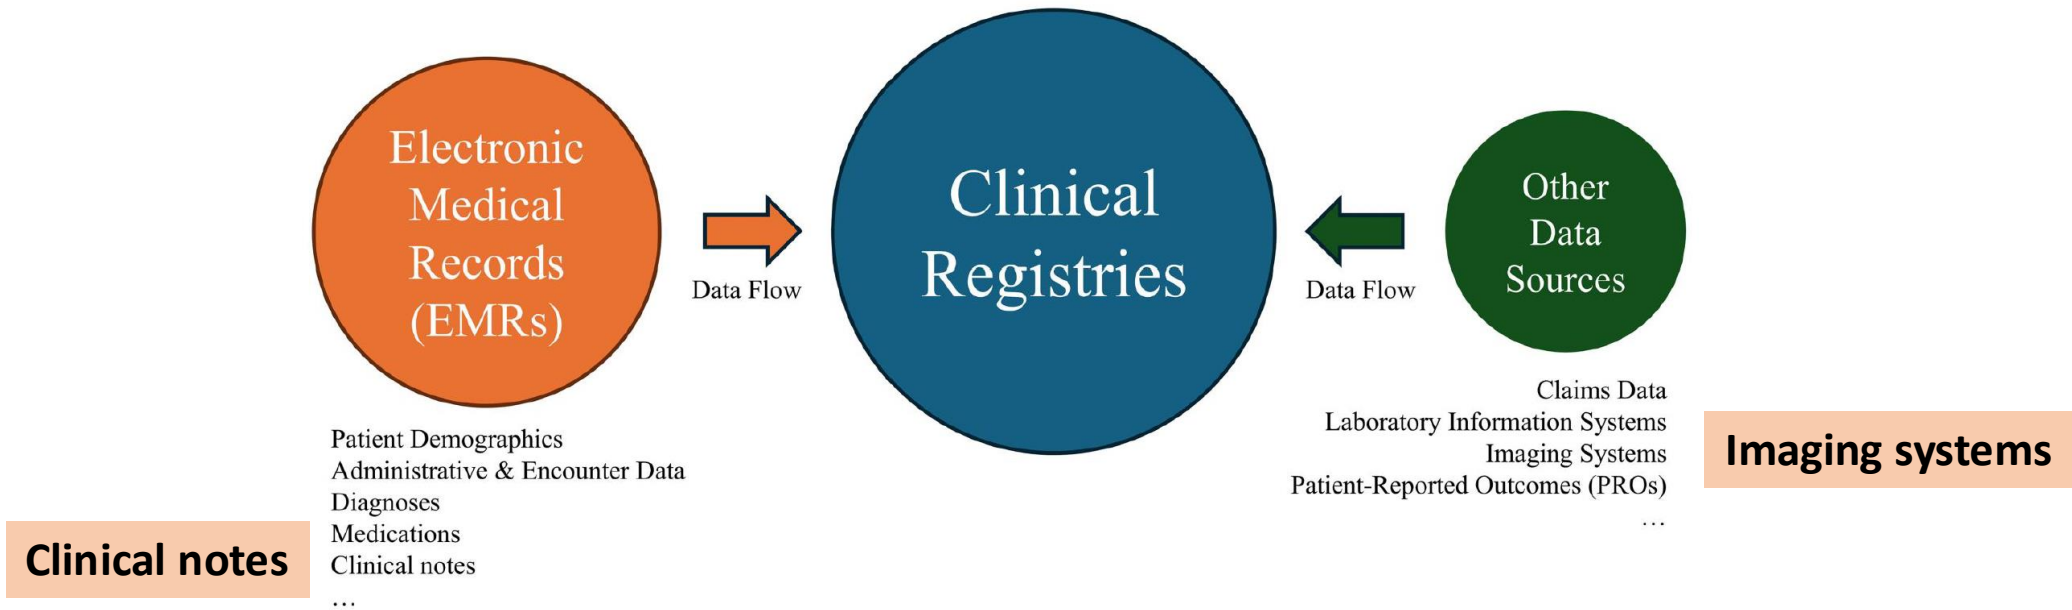 Electronic
Medical
Records
(EMRs)
Data Flow
Clinical
Registries
Data Flow
Other
Data
Sources
Patient Demographics
Administrative & Encounter Data
Diagnoses
Medications
Clinical notes
…
Clinical notes
Claims Data
Laboratory Information Systems
Imaging Systems
Patient-Reported Outcomes (PROs)
…
Imaging systems